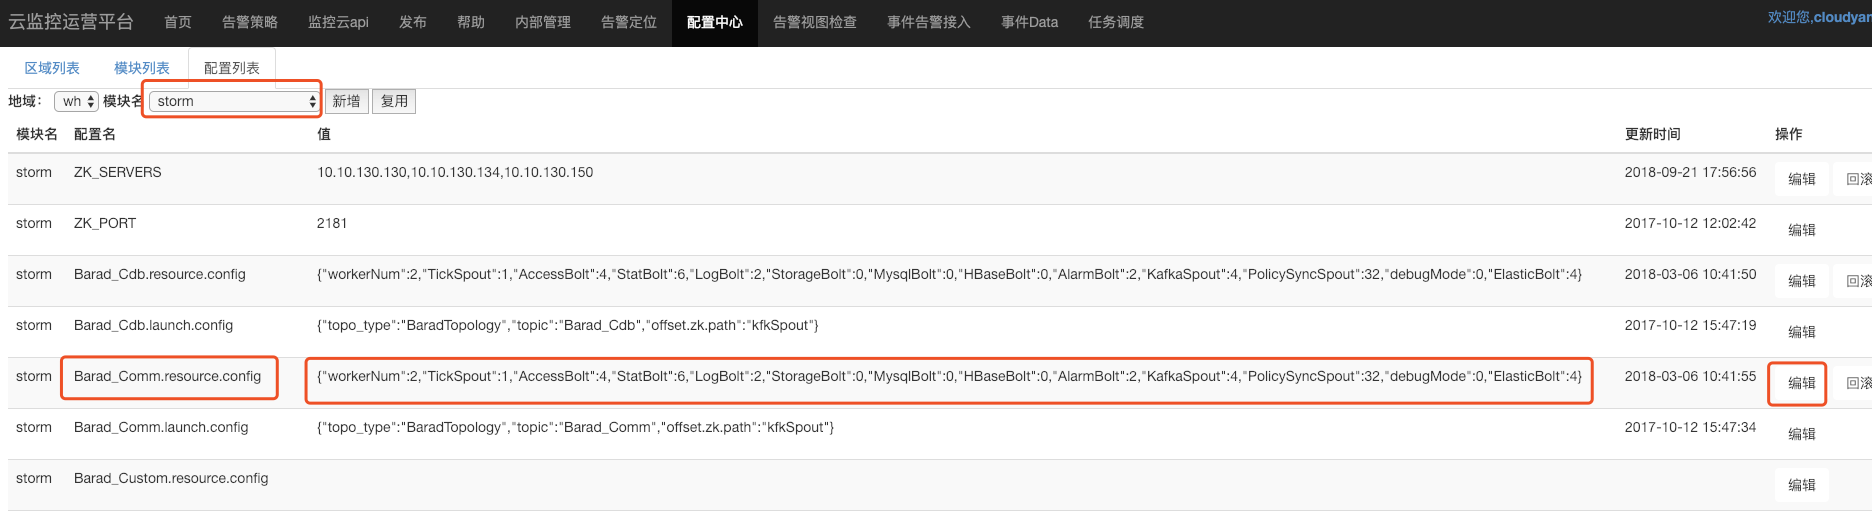 云监控运营平台 首页 告警策略 监控云api 发布 帮助 内部管理 告警定位 配置中心 告警视图检查 事件告警接入 事件Data 任务调度 欢迎您,cloudyan
区域列表 模块列表 配置列表
地域： wh 模块名 storm 新增 复用
模块名 配置名 值 更新时间 操作
storm ZK_SERVERS 10.10.130.130,10.10.130.134,10.10.130.150 2018-09-21 17:56:56 编辑 回滚
storm ZK_PORT 2181 2017-10-12 12:02:42 编辑
storm Barad_Cdb.resource.config {"workerNum":2,"TickSpout":1,"AccessBolt":4,"StatBolt":6,"LogBolt":2,"StorageBolt":0,"MysqlBolt":0,"HBaseBolt":0,"AlarmBolt":2,"KafkaSpout":4,"PolicySyncSpout":32,"debugMode":0,"ElasticBolt":4} 2018-03-06 10:41:50 编辑 回滚
storm Barad_Cdb.launch.config {"topo_type":"BaradTopology","topic":"Barad_Cdb","offset.zk.path":"kfkSpout"} 2017-10-12 15:47:19 编辑
storm Barad_Comm.resource.config {"workerNum":2,"TickSpout":1,"AccessBolt":4,"StatBolt":6,"LogBolt":2,"StorageBolt":0,"MysqlBolt":0,"HBaseBolt":0,"AlarmBolt":2,"KafkaSpout":4,"PolicySyncSpout":32,"debugMode":0,"ElasticBolt":4} 2018-03-06 10:41:55 编辑 回滚
storm Barad_Comm.launch.config {"topo_type":"BaradTopology","topic":"Barad_Comm","offset.zk.path":"kfkSpout"} 2017-10-12 15:47:34 编辑
storm Barad_Custom.resource.config 编辑